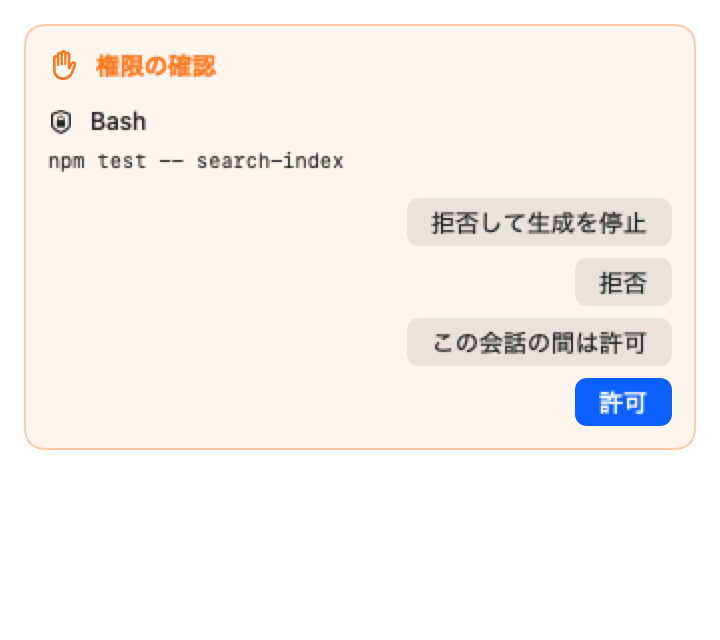 権限の確認
Bash
npm test -- search-index
拒否して生成を停止
拒否
この会話の間は許可
許可